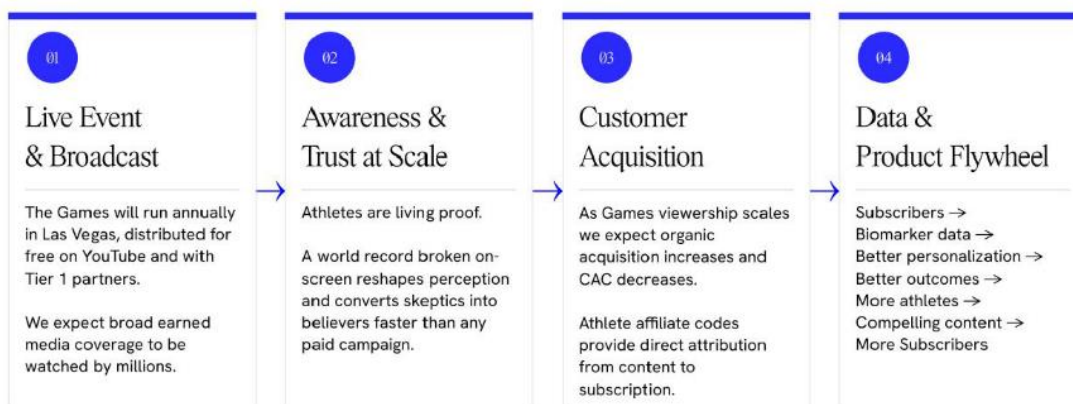 01
Live Event
& Broadcast
The Games will run annually
in Las Vegas, distributed for
free on YouTube and with
Tier 1 partners.
We expect broad earned
media coverage to be
watched by millions.
02
Awareness &
Trust at Scale
Athletes are living proof.
A world record broken on-
screen reshapes perception
and converts skeptics into
believers faster than any
paid campaign.
03
Customer
Acquisition
As Games viewership scales
we expect organic
acquisition increases and
CAC decreases.
Athlete affiliate codes
provide direct attribution
from content to
subscription.
04
Data &
Product Flywheel
Subscribers →
Biomarker data →
Better personalization →
Better outcomes →
More athletes →
Compelling content →
More Subscribers